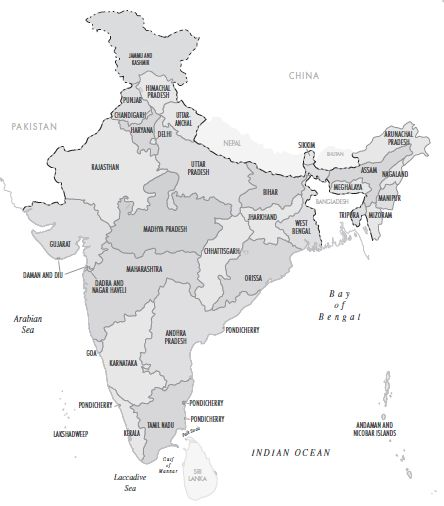 JAMMU AND
KASHMIR
CHINA
HIMACHAL
PRADESH
PUNJAB
CHANDIGARH
UTTAR-
ANCHAL
PAKISTAN
HARYANA
DELHI
ARUNACHAL
PRADESH
NEPAL
SIKKIM
BHUTAN
RAJASTHAN
UTTAR
PRADESH
ASSAM
NAGALAND
BIHAR
MEGHALAYA
MANIPUR
BANGLADESH
JHARKHAND
WEST
BENGAL
TRIPURA
MIZORAM
MADHYA PRADESH
GUJARAT
CHHATTISGARH
DAMAN AND DIU
MAHARASHTRA
ORISSA
DADRA AND
NAGAR HAVELI
Bay
of
Bengal
Arabian
Sea
PONDICHERRY
ANDHRA
PRADESH
GOA
KARNATAKA
PONDICHERRY
PONDICHERRY
PONDICHERRY
LAKSHADWEEP
KERALA
TAMIL NADU
Palk Strait
ANDAMAN AND
NICOBAR ISLANDS
INDIAN OCEAN
Gulf
of
Mannar
SRI
LANKA
Laccadive
Sea